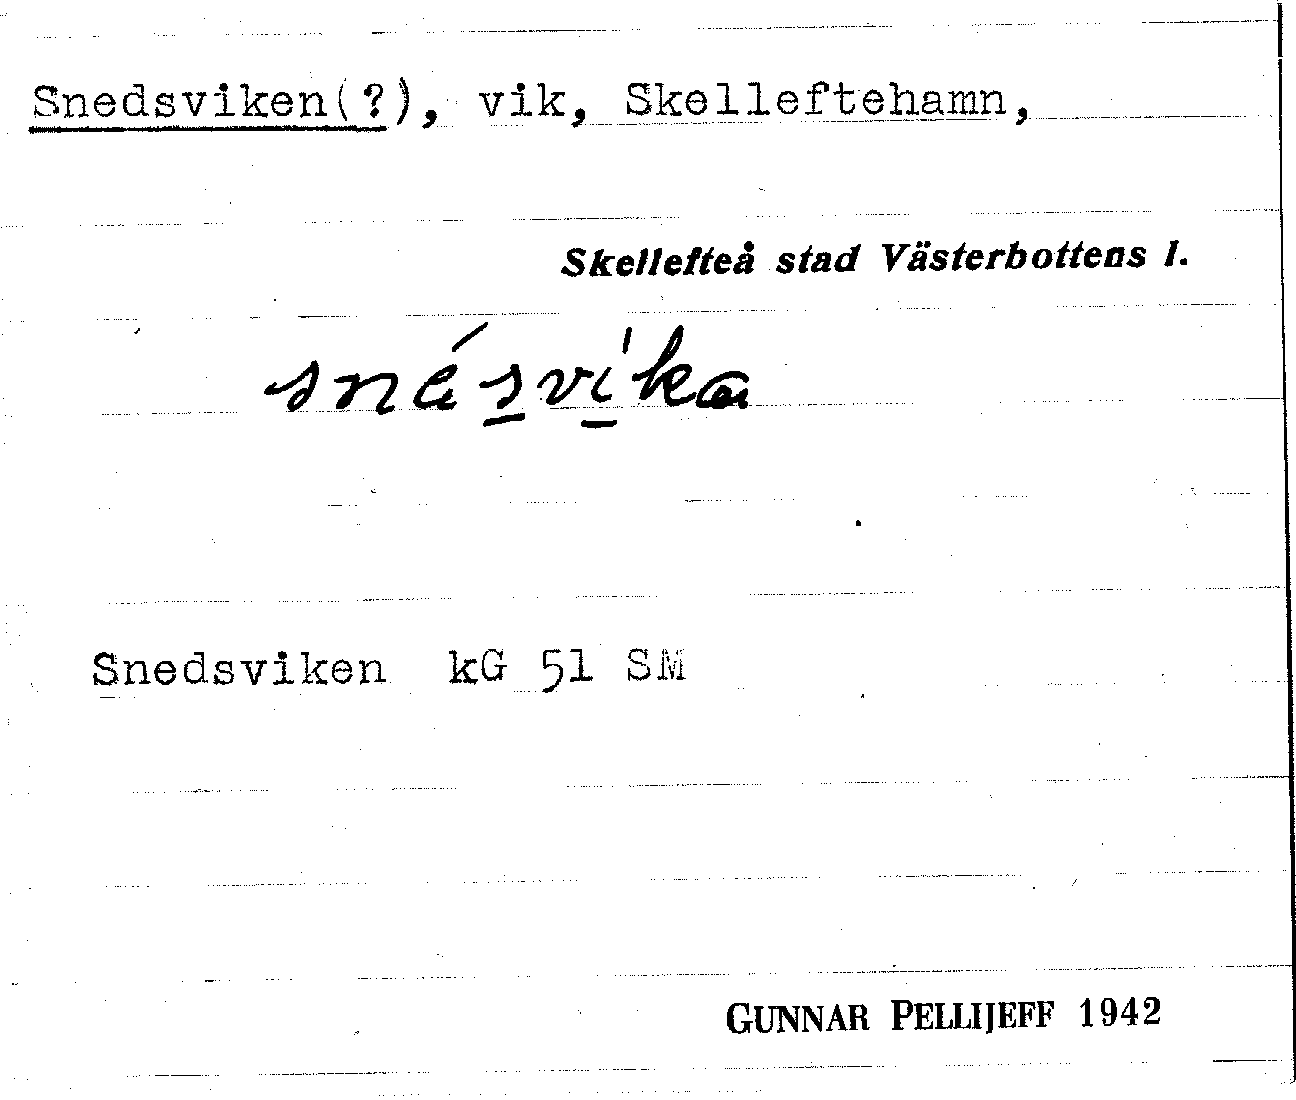 Snedsviken(?), vik, Skelleftehamn,
Skellefteå stad Västerbottens l.
snésvika
Snedsviken kG 51 SM
GUNNAR PELLIJEFF 1942